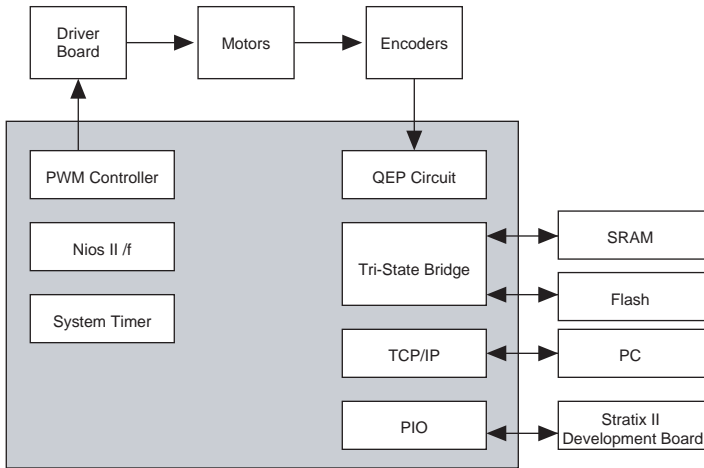 Driver
Board
Motors
Encoders
PWM Controller
QEP Circuit
Nios II /f
Tri-State Bridge
SRAM
System Timer
Flash
TCP/IP
PC
PIO
Stratix II
Development Board